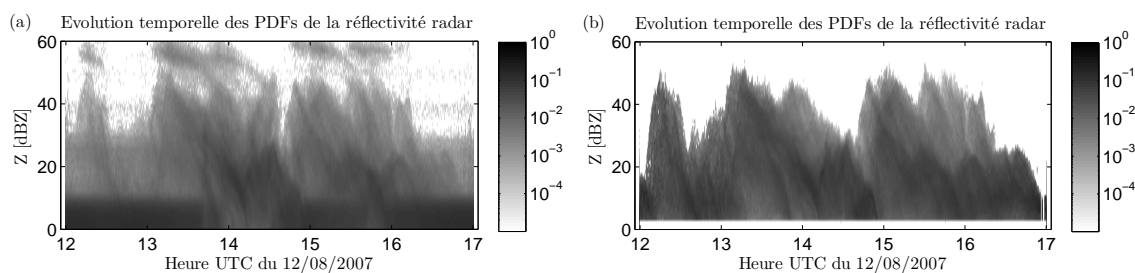 (a) Evolution temporelle des PDFs de la réflectivité radar
60
40
20
0
Z [dBZ]
12 13 14 15 16 17
Heure UTC du 12/08/2007
10^0
10^-1
10^-2
10^-3
10^-4
(b) Evolution temporelle des PDFs de la réflectivité radar
60
40
20
0
Z [dBZ]
12 13 14 15 16 17
Heure UTC du 12/08/2007
10^0
10^-1
10^-2
10^-3
10^-4